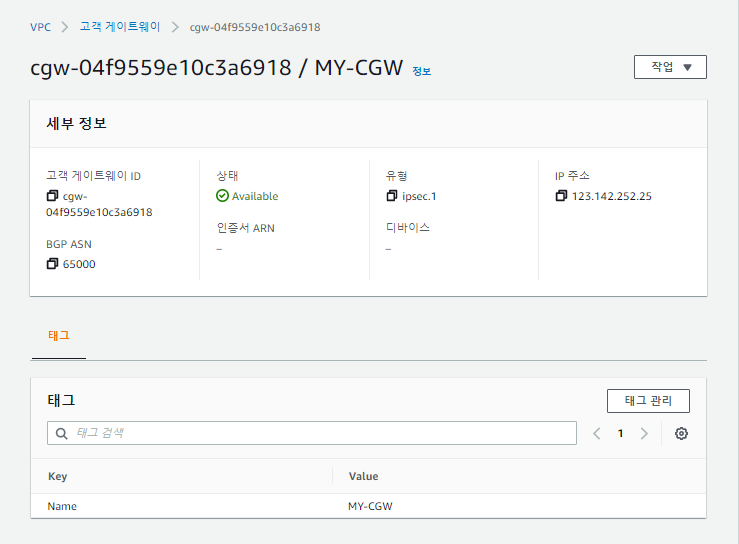 VPC > 고객 게이트웨이 > cgw-04f9559e10c3a6918
cgw-04f9559e10c3a6918 / MY-CGW 정보
작업 ▼
세부 정보
고객 게이트웨이 ID
cgw-
04f9559e10c3a6918
상태
Available
유형
ipsec.1
IP 주소
123.142.252.25
BGP ASN
65000
인증서 ARN
–
디바이스
–
태그
태그
태그 관리
태그 검색
< 1 >
Key Value
Name MY-CGW